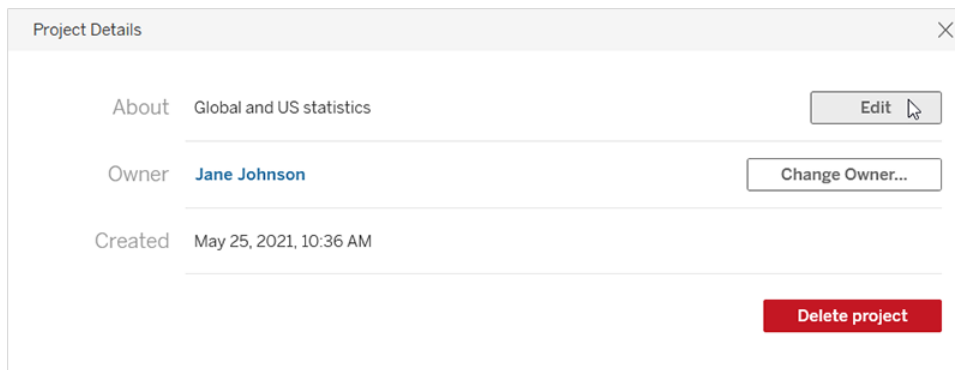 Project Details
About Global and US statistics Edit
Owner Jane Johnson Change Owner...
Created May 25, 2021, 10:36 AM
Delete project